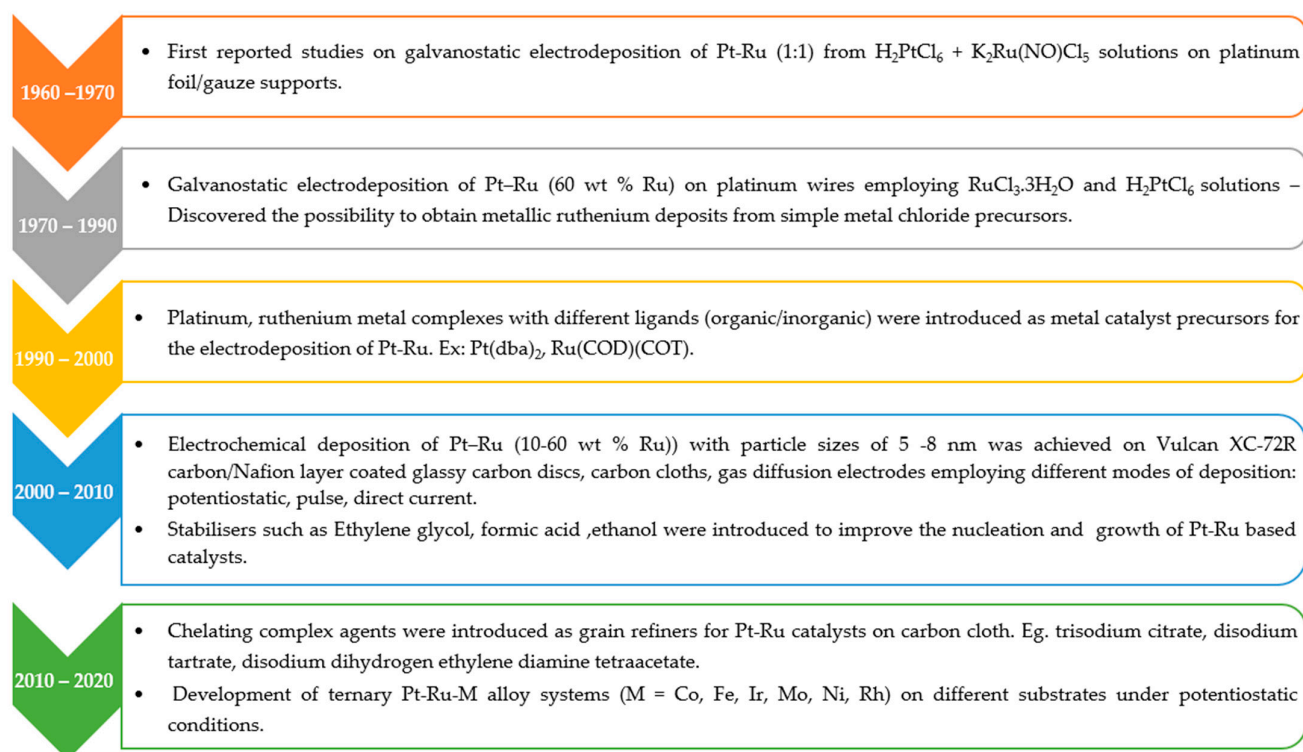 1960 –1970
• First reported studies on galvanostatic electrodeposition of Pt-Ru (1:1) from H₂PtCl₆ + K₂Ru(NO)Cl₅ solutions on platinum
foil/gauze supports.
1970 – 1990
• Galvanostatic electrodeposition of Pt–Ru (60 wt % Ru) on platinum wires employing RuCl₃.3H₂O and H₂PtCl₆ solutions –
Discovered the possibility to obtain metallic ruthenium deposits from simple metal chloride precursors.
1990 – 2000
• Platinum, ruthenium metal complexes with different ligands (organic/inorganic) were introduced as metal catalyst precursors for
the electrodeposition of Pt-Ru. Ex: Pt(dba)₂, Ru(COD)(COT).
2000 – 2010
• Electrochemical deposition of Pt–Ru (10-60 wt % Ru)) with particle sizes of 5 -8 nm was achieved on Vulcan XC-72R
carbon/Nafion layer coated glassy carbon discs, carbon cloths, gas diffusion electrodes employing different modes of deposition:
potentiostatic, pulse, direct current.
• Stabilisers such as Ethylene glycol, formic acid ,ethanol were introduced to improve the nucleation and growth of Pt-Ru based
catalysts.
2010 – 2020
• Chelating complex agents were introduced as grain refiners for Pt-Ru catalysts on carbon cloth. Eg. trisodium citrate, disodium
tartrate, disodium dihydrogen ethylene diamine tetraacetate.
• Development of ternary Pt-Ru-M alloy systems (M = Co, Fe, Ir, Mo, Ni, Rh) on different substrates under potentiostatic
conditions.